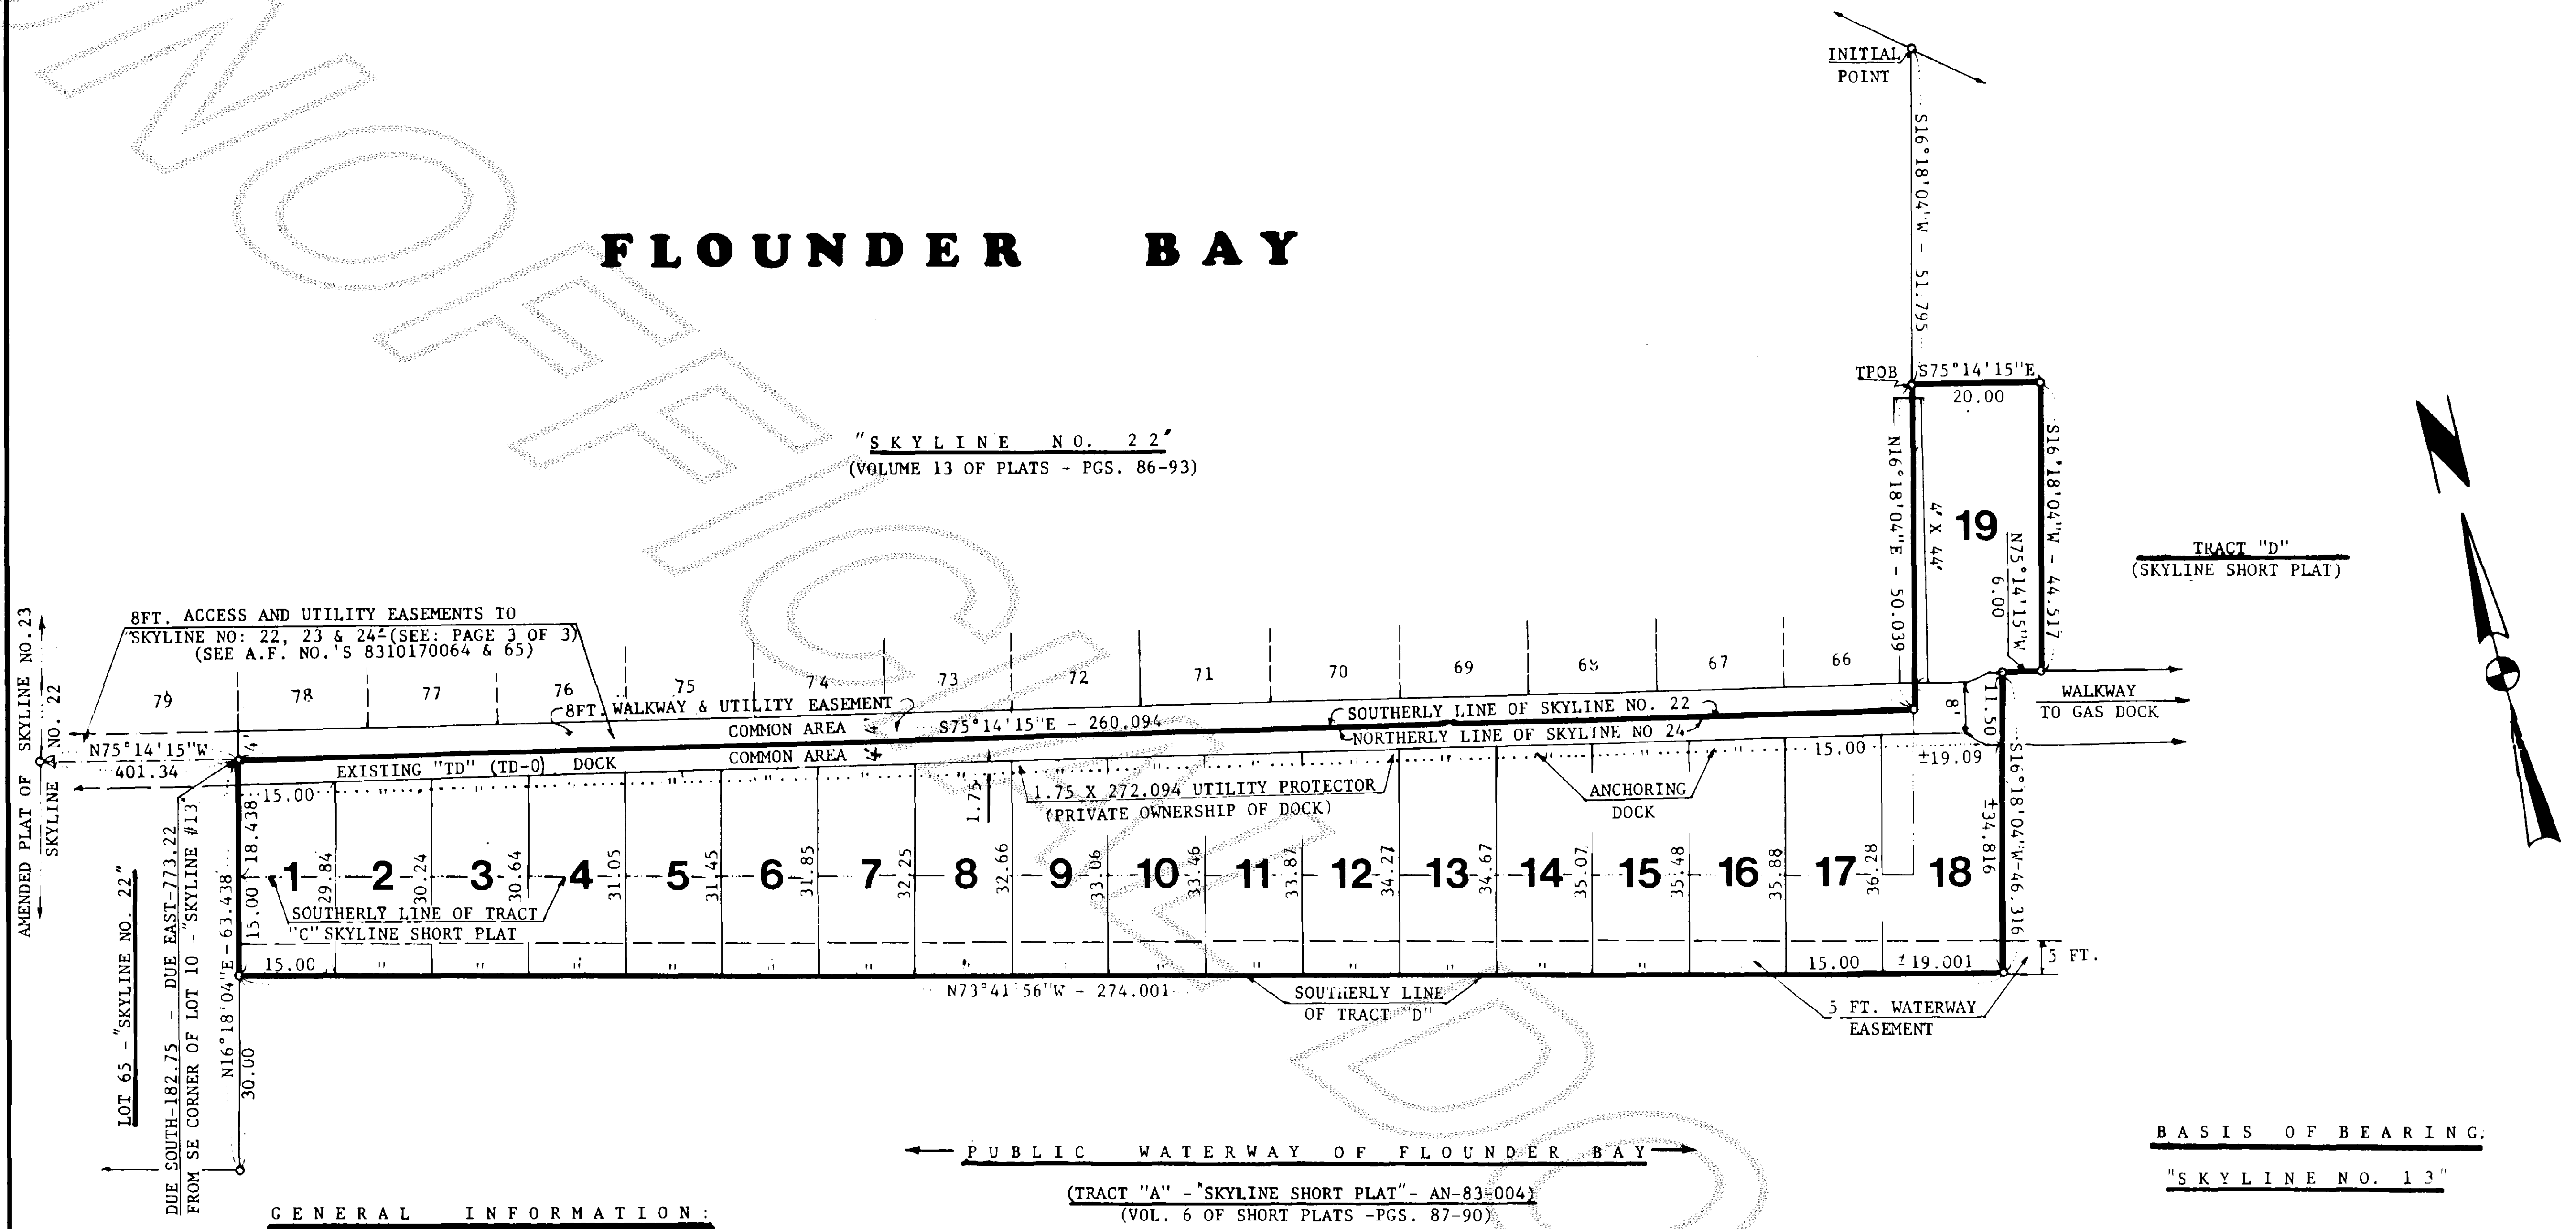 INITIAL
POINT
S16°18'04"W - 51.795
FLOUNDER BAY
TPOB
S75°14'15"E
20.00
"SKYLINE NO. 22"
(VOLUME 13 OF PLATS - PGS. 86-93)
N16°18'04"E - 50.039
4' X 44'
19
N75°14'15"W
6.00
S16°18'04"W - 44.517
N
TRACT "D"
(SKYLINE SHORT PLAT)
AMENDED PLAT OF SKYLINE NO.23
SKYLINE NO. 22
8FT. ACCESS AND UTILITY EASEMENTS TO
"SKYLINE NO: 22, 23 & 24" (SEE: PAGE 3 OF 3)
(SEE A.F. NO.'S 8310170064 & 65)
79 78 77 76 75 74 73 72 71 70 69 68 67 66
8FT. WALKWAY & UTILITY EASEMENT
COMMON AREA 4'
S75°14'15"E - 260.094
SOUTHERLY LINE OF SKYLINE NO. 22
NORTHERLY LINE OF SKYLINE NO 24
8'
11.50
WALKWAY
TO GAS DOCK
N75°14'15"W
401.34
4'
EXISTING "TD" (TD-0) DOCK
COMMON AREA 4'
15.00
±19.09
15.00
1.75
1.75 X 272.094 UTILITY PROTECTOR
(PRIVATE OWNERSHIP OF DOCK)
ANCHORING
DOCK
18.438
15.00
1 2 3 4 5 6 7 8 9 10 11 12 13 14 15 16 17 18
29.84 30.24 30.64 31.05 31.45 31.85 32.25 32.66 33.06 33.46 33.87 34.27 34.67 35.07 35.48 35.88 36.28
±34.816
S16°18'04"W-46.316
SOUTHERLY LINE OF TRACT
"C" SKYLINE SHORT PLAT
15.00 " " " " " " " " " " " " " " " 15.00 ±19.001
5 FT.
N73°41'56"W - 274.001
SOUTHERLY LINE
OF TRACT "D"
5 FT. WATERWAY
EASEMENT
LOT 65 - "SKYLINE NO. 22"
DUE SOUTH-182.75 - DUE EAST-773.22
FROM SE CORNER OF LOT 10 - "SKYLINE #13"
N16°18'04"E - 63.438
30.00
PUBLIC WATERWAY OF FLOUNDER BAY
(TRACT "A" - "SKYLINE SHORT PLAT" - AN-83-004)
(VOL. 6 OF SHORT PLATS -PGS. 87-90)
BASIS OF BEARING:
"SKYLINE NO. 13"
GENERAL INFORMATION: